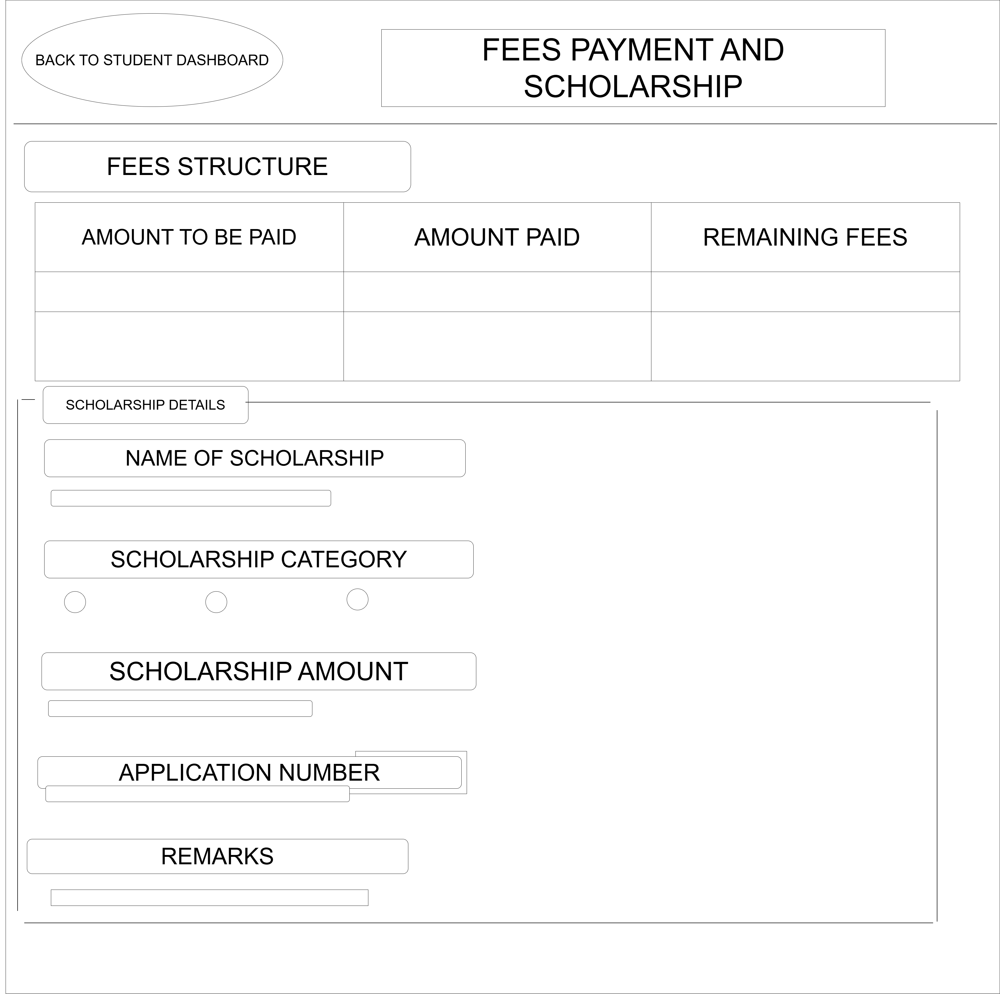 BACK TO STUDENT DASHBOARD
FEES PAYMENT AND
SCHOLARSHIP
FEES STRUCTURE
AMOUNT TO BE PAID
AMOUNT PAID
REMAINING FEES
SCHOLARSHIP DETAILS
NAME OF SCHOLARSHIP
SCHOLARSHIP CATEGORY
SCHOLARSHIP AMOUNT
APPLICATION NUMBER
REMARKS